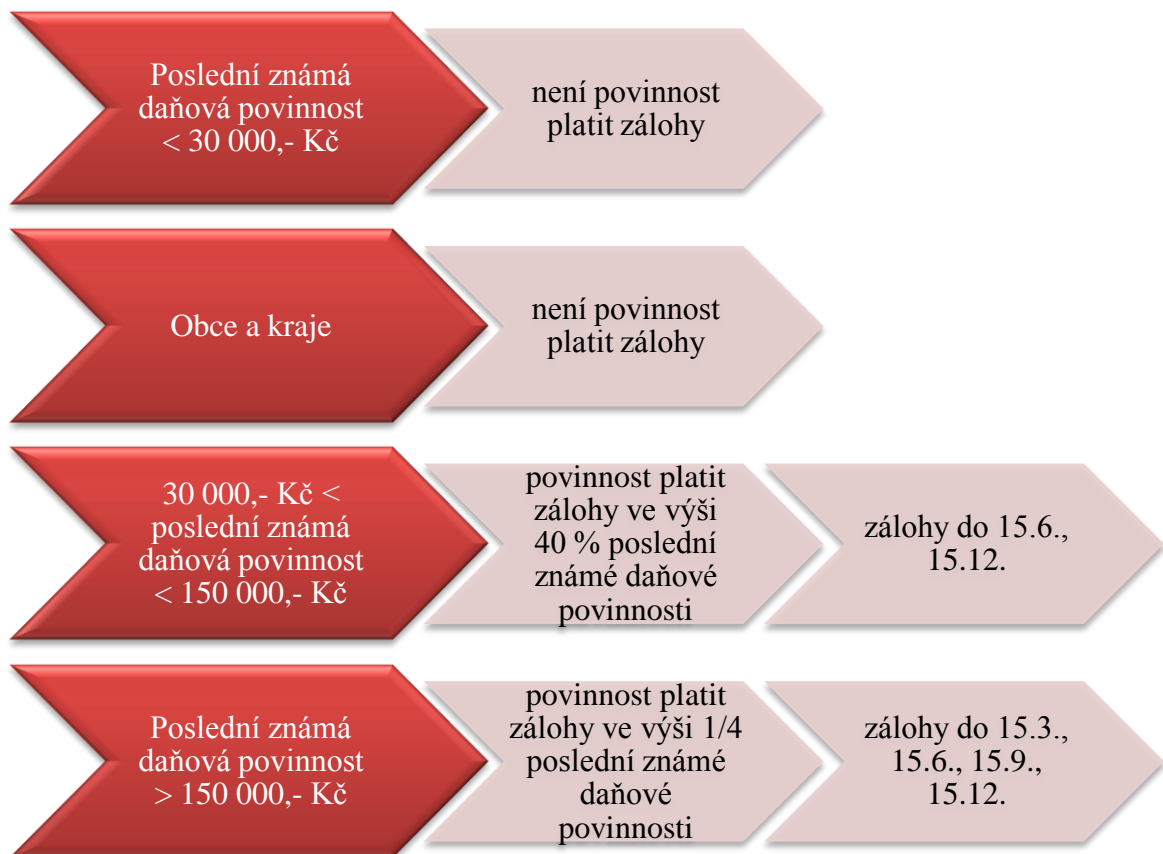 Poslední známá
daňová povinnost
< 30 000,- Kč
není povinnost
platit zálohy
Obce a kraje
není povinnost
platit zálohy
30 000,- Kč <
poslední známá
daňová povinnost
< 150 000,- Kč
povinnost platit
zálohy ve výši
40 % poslední
známé daňové
povinnosti
zálohy do 15.6.,
15.12.
Poslední známá
daňová povinnost
> 150 000,- Kč
povinnost platit
zálohy ve výši 1/4
poslední známé
daňové
povinnosti
zálohy do 15.3.,
15.6., 15.9.,
15.12.